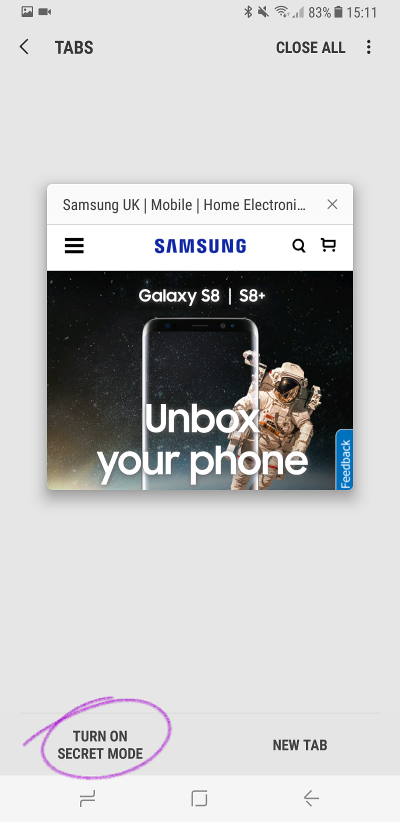 83% 15:11
TABS CLOSE ALL
Samsung UK | Mobile | Home Electroni...
SAMSUNG
Galaxy S8 | S8+
Unbox
your phone
Feedback
TURN ON
SECRET MODE
NEW TAB